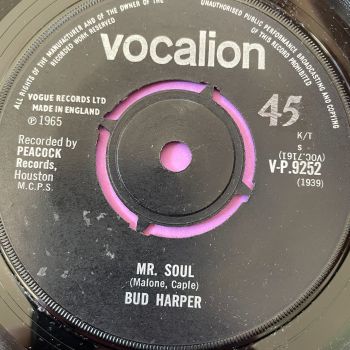 ALL RIGHTS OF THE MANUFACTURER AND OF THE OWNER OF THE RECORDED WORK RESERVED
UNAUTHORISED PUBLIC PERFORMANCE, BROADCASTING AND COPYING OF THIS RECORD PROHIBITED
vocalion
VOGUE RECORDS LTD
MADE IN ENGLAND
℗1965
45
K/T
s
(VOC.7161)
V-P.9252
(1939)
Recorded by
PEACOCK
Records,
Houston
M.C.P.S.
MR. SOUL
(Malone, Caple)
BUD HARPER